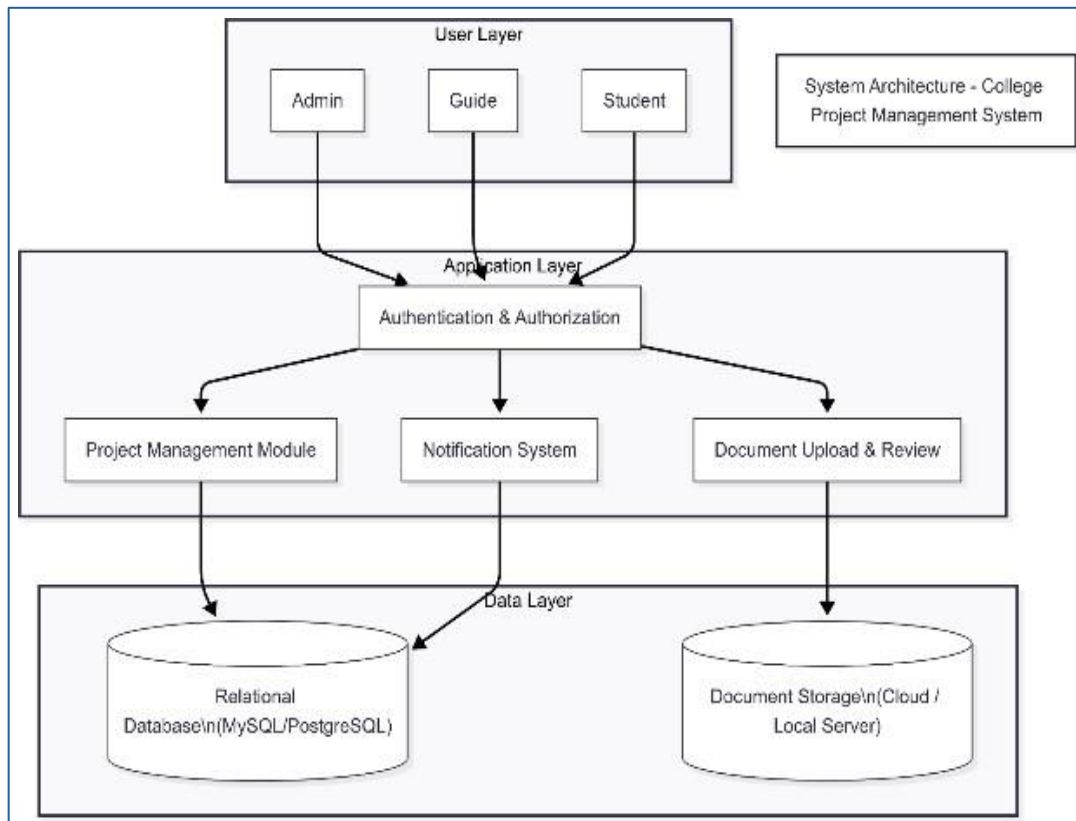 User Layer
Admin
Guide
Student
System Architecture - College
Project Management System
Application Layer
Authentication & Authorization
Project Management Module
Notification System
Document Upload & Review
Data Layer
Relational
Database\n(MySQL/PostgreSQL)
Document Storage\n(Cloud /
Local Server)